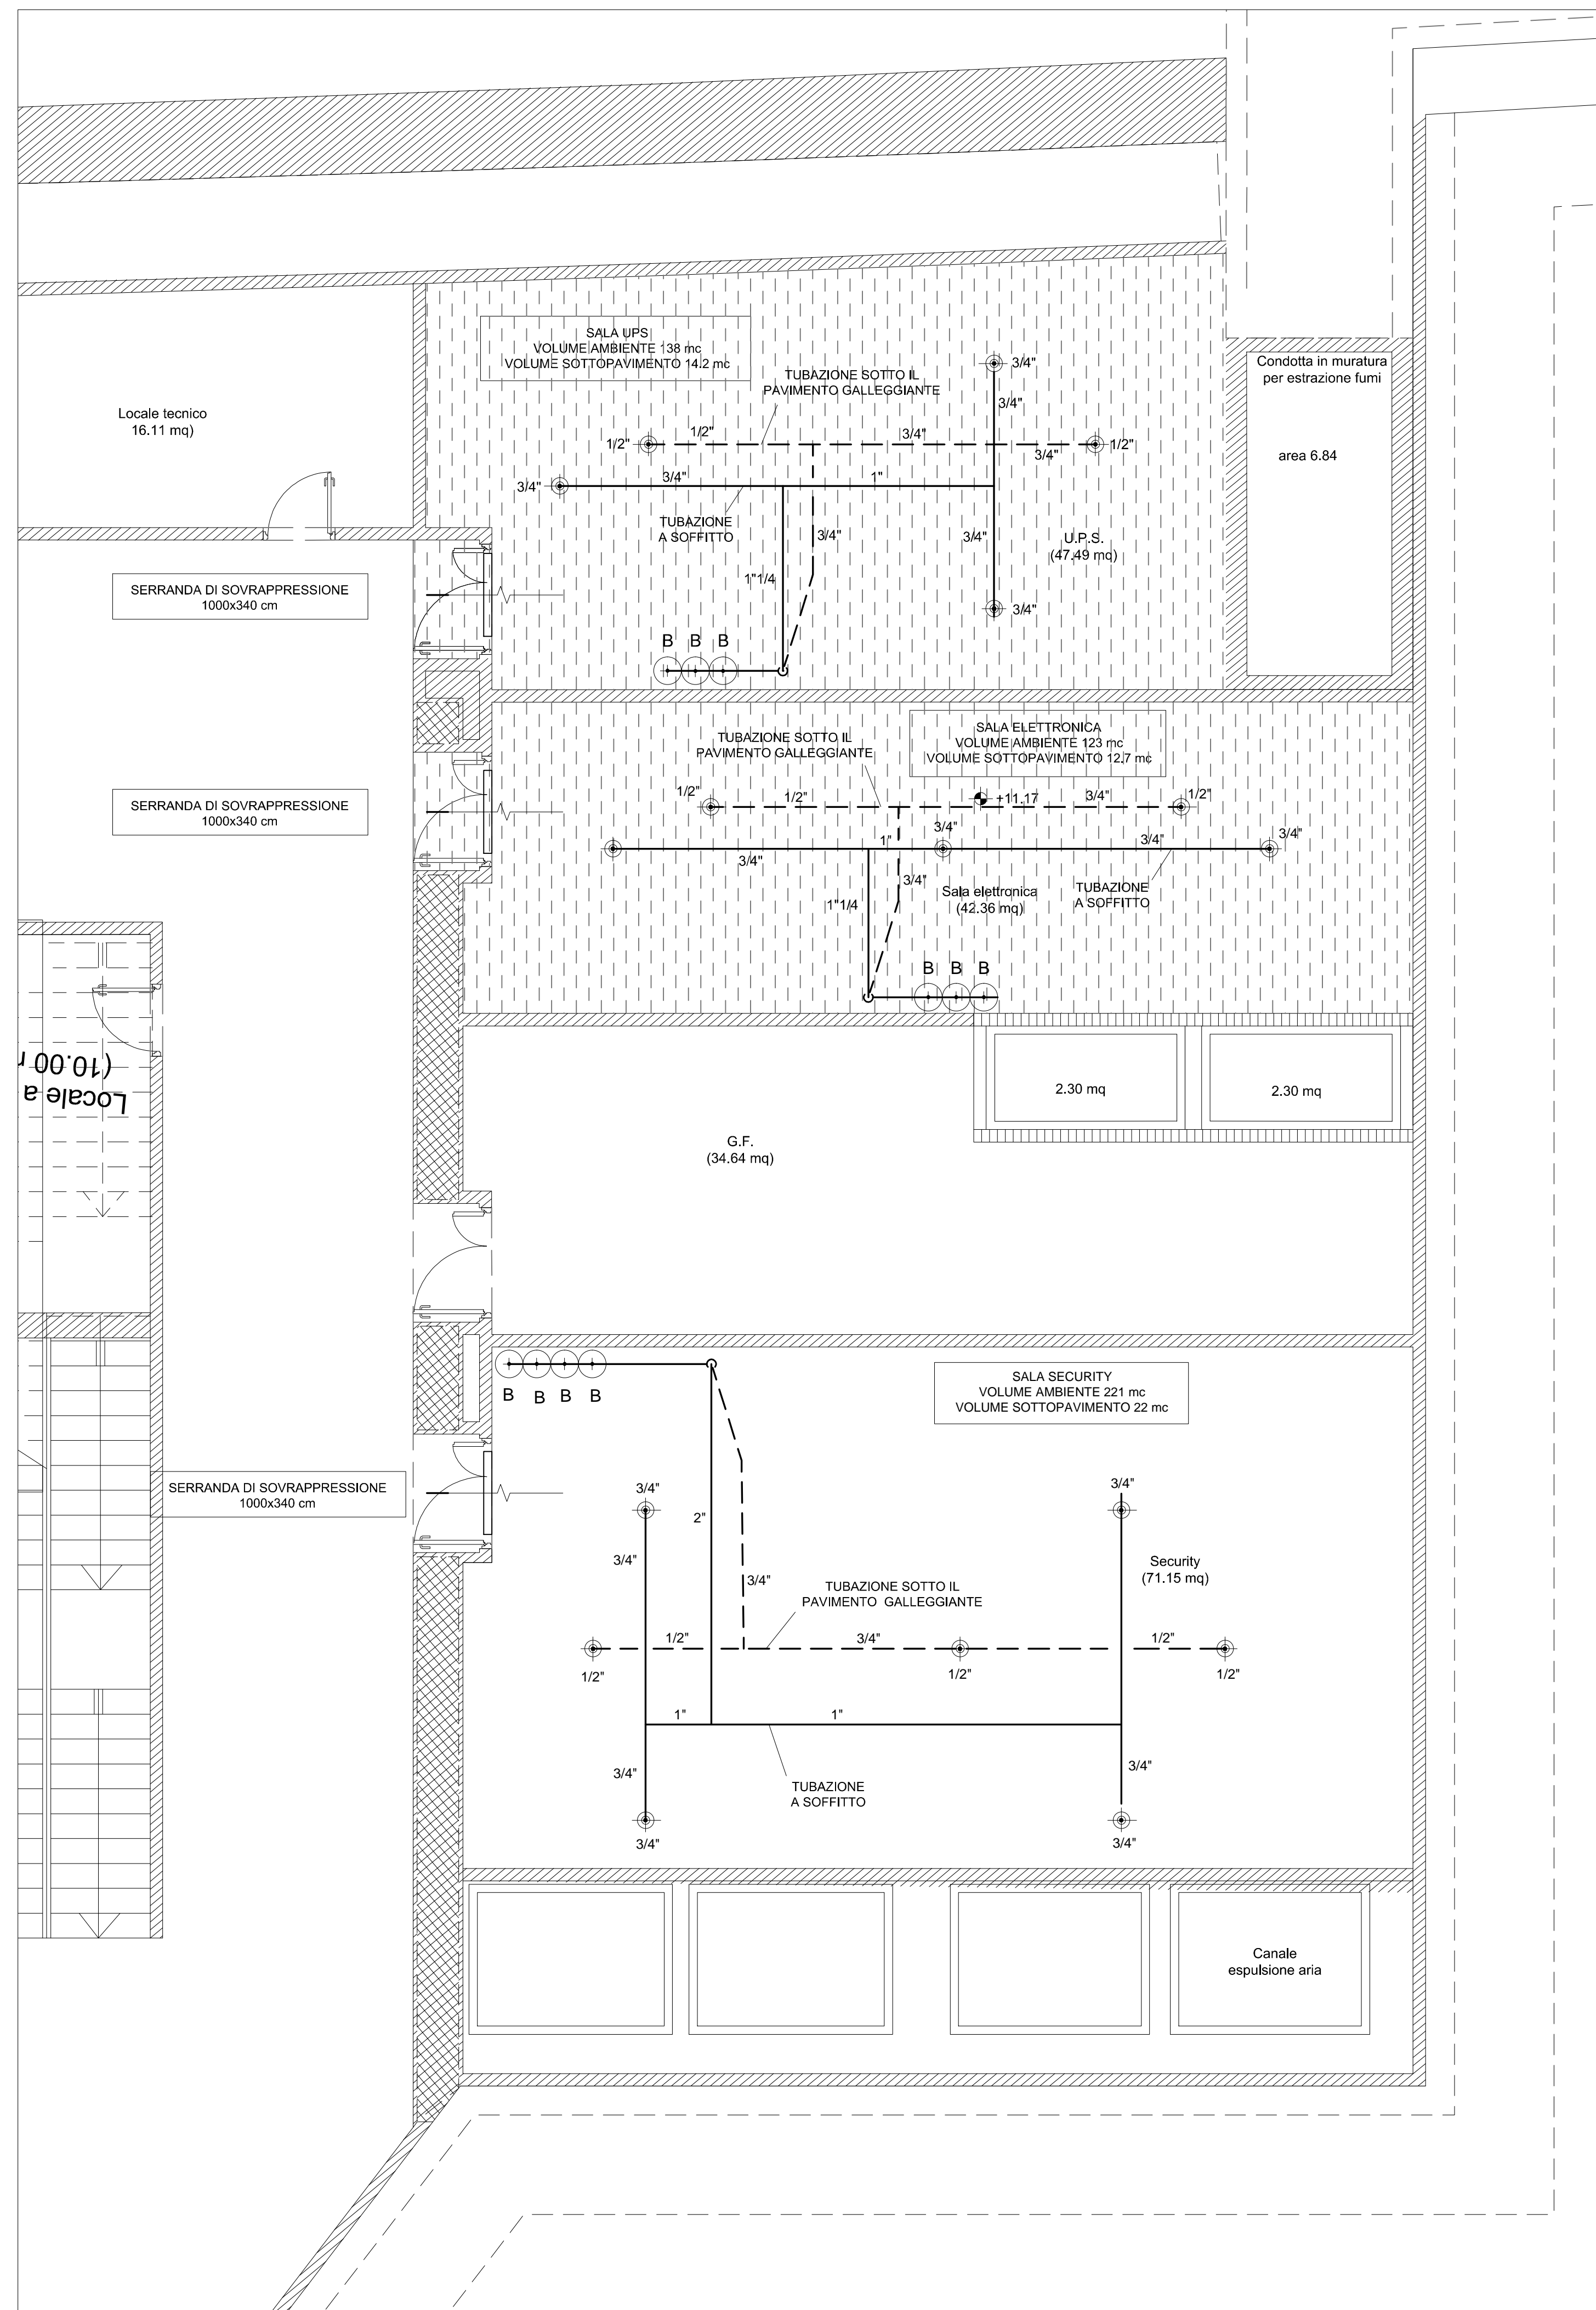 SALA UPS
VOLUME AMBIENTE 138 mc
VOLUME SOTTOPAVIMENTO 14.2 mc
TUBAZIONE SOTTO IL
PAVIMENTO GALLEGGIANTE
3/4"
3/4"
Condotta in muratura
per estrazione fumi
area 6.84
Locale tecnico
16.11 mq)
1/2"
1/2"
3/4"
3/4"
1/2"
3/4"
3/4"
1"
TUBAZIONE
A SOFFITTO
3/4"
3/4"
U.P.S.
(47.49 mq)
1"1/4
3/4"
SERRANDA DI SOVRAPPRESSIONE
1000x340 cm
B B B
TUBAZIONE SOTTO IL
PAVIMENTO GALLEGGIANTE
SALA ELETTRONICA
VOLUME AMBIENTE 123 mc
VOLUME SOTTOPAVIMENTO 12.7 mc
SERRANDA DI SOVRAPPRESSIONE
1000x340 cm
1/2"
1/2"
+11.17
3/4"
1/2"
3/4"
1"
3/4"
3/4"
3/4"
3/4"
1"1/4
Sala elettronica
(42.36 mq)
TUBAZIONE
A SOFFITTO
B B B
Locale a
(10.00
2.30 mq
2.30 mq
G.F.
(34.64 mq)
B B B B
SALA SECURITY
VOLUME AMBIENTE 221 mc
VOLUME SOTTOPAVIMENTO 22 mc
SERRANDA DI SOVRAPPRESSIONE
1000x340 cm
3/4"
3/4"
2"
3/4"
3/4"
Security
(71.15 mq)
TUBAZIONE SOTTO IL
PAVIMENTO GALLEGGIANTE
1/2"
3/4"
1/2"
1/2"
1/2"
1/2"
1"
1"
3/4"
3/4"
TUBAZIONE
A SOFFITTO
3/4"
3/4"
Canale
espulsione aria